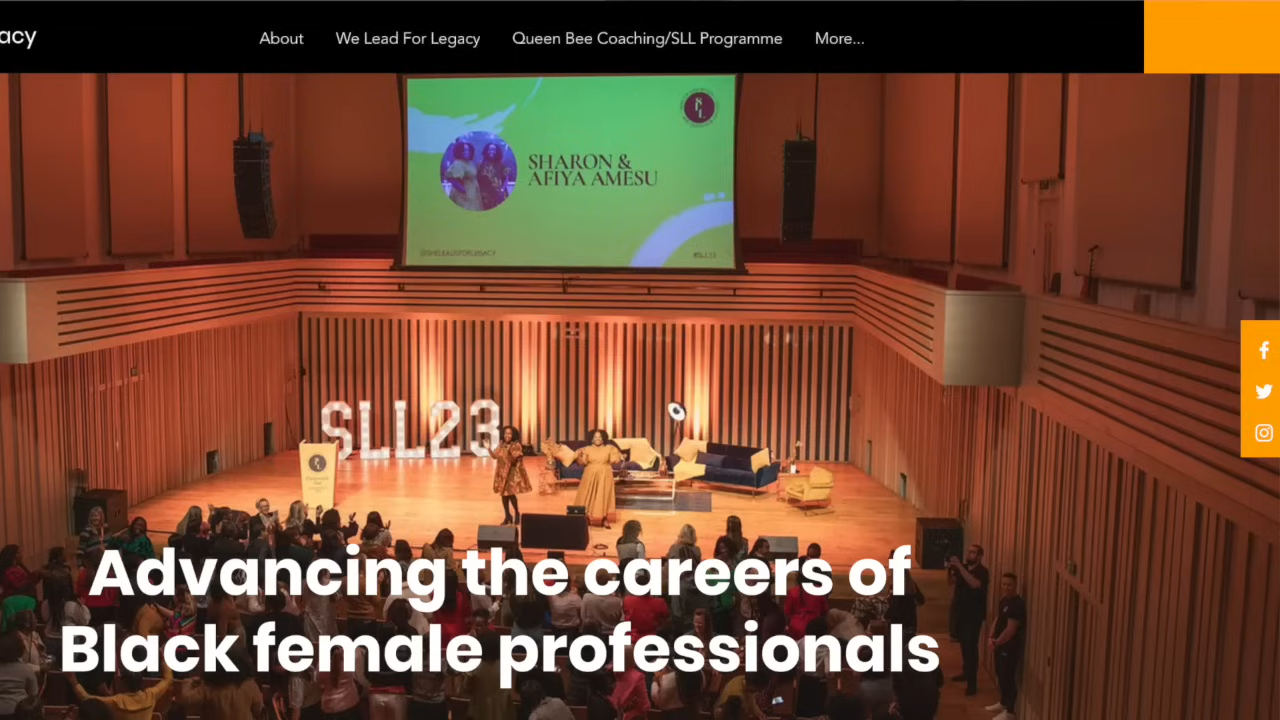 acy
About
We Lead For Legacy
Queen Bee Coaching/SLL Programme
More...
SHARON &
AFIYA AMESU
@SHELEADSFORLEGACY
#SLL23
SLL23
Advancing the careers of
Black female professionals